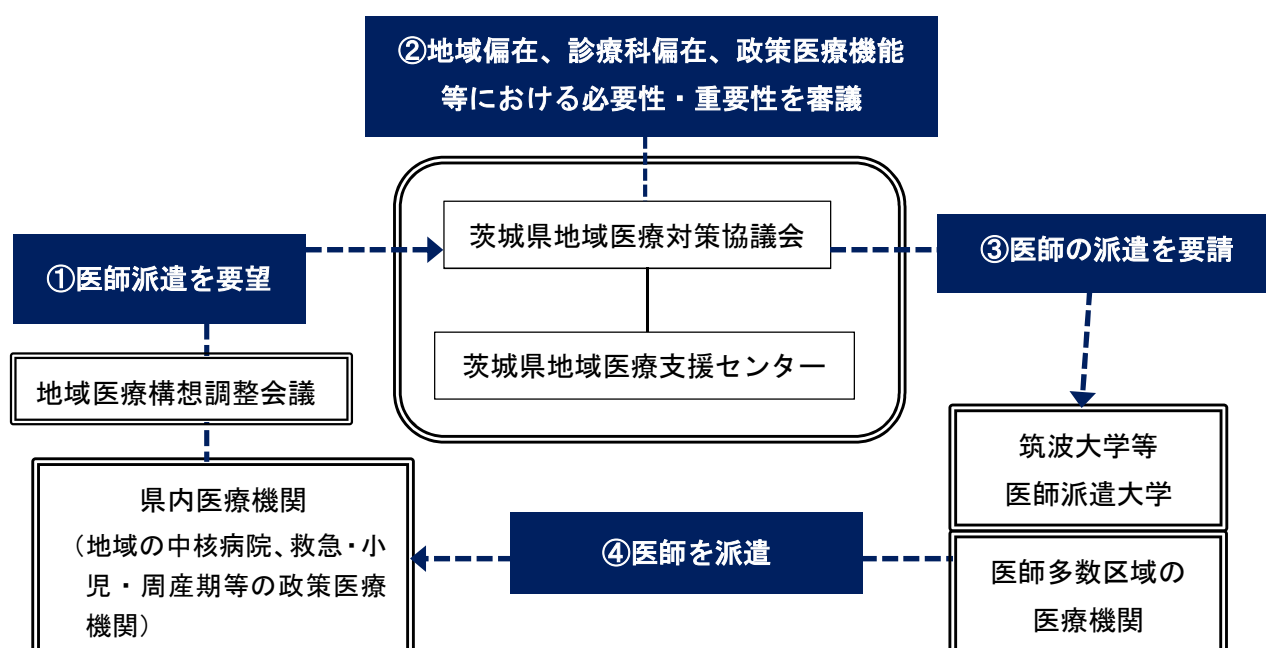 ②地域偏在、診療科偏在、政策医療機能
等における必要性・重要性を審議
茨城県地域医療対策協議会
③医師の派遣を要請
①医師派遣を要望
茨城県地域医療支援センター
地域医療構想調整会議
筑波大学等
医師派遣大学
県内医療機関
（地域の中核病院、救急・小
児・周産期等の政策医療
機関）
④医師を派遣
医師多数区域の
医療機関